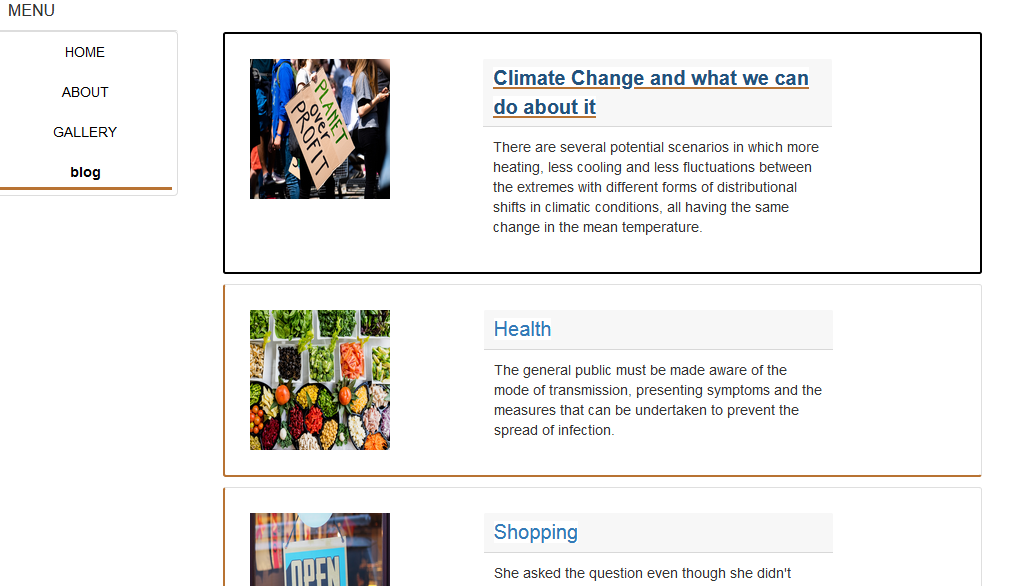 MENU
HOME
ABOUT
GALLERY
blog
PLANET
over
PROFIT
Climate Change and what we can
do about it
There are several potential scenarios in which more
heating, less cooling and less fluctuations between
the extremes with different forms of distributional
shifts in climatic conditions, all having the same
change in the mean temperature.
Health
The general public must be made aware of the
mode of transmission, presenting symptoms and the
measures that can be undertaken to prevent the
spread of infection.
OPEN
Shopping
She asked the question even though she didn't